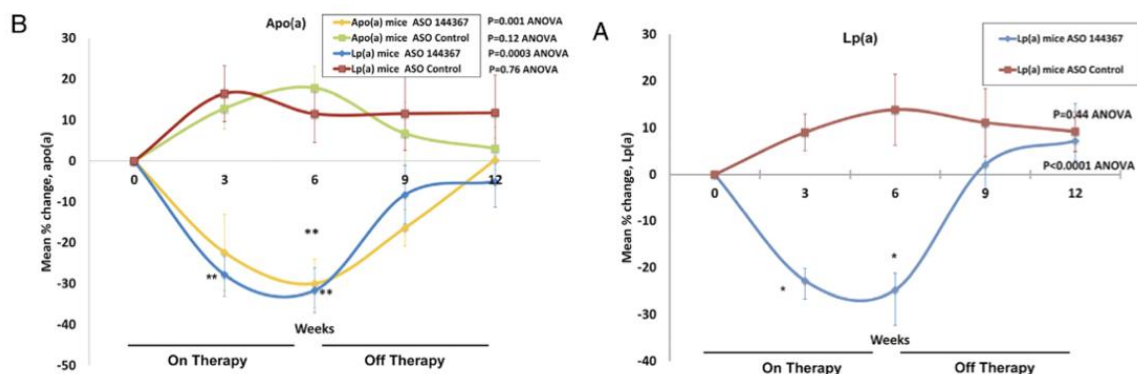 B
Apo(a)
Apo(a) mice ASO 144367 P=0.001 ANOVA
Apo(a) mice ASO Control P=0.12 ANOVA
Lp(a) mice ASO 144367 P=0.0003 ANOVA
Lp(a) mice ASO Control P=0.76 ANOVA
Mean % change, apo(a)
30
20
10
0
-10
-20
-30
-40
-50
0 3 6 9 12
**
**
**
Weeks
On Therapy Off Therapy
A
Lp(a)
Lp(a) mice ASO 144367
Lp(a) mice ASO Control
P=0.44 ANOVA
P<0.0001 ANOVA
Mean % change, Lp(a)
30
20
10
0
-10
-20
-30
-40
0 3 6 9 12
*
*
Weeks
On Therapy Off Therapy